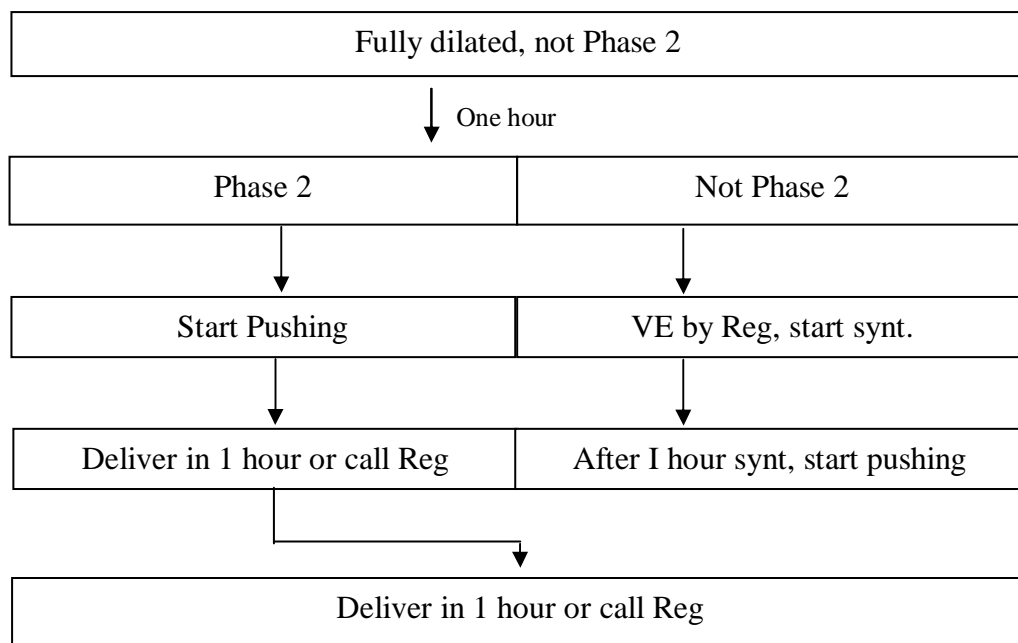 Fully dilated, not Phase 2
One hour
Phase 2
Not Phase 2
Start Pushing
VE by Reg, start synt.
Deliver in 1 hour or call Reg
After I hour synt, start pushing
Deliver in 1 hour or call Reg